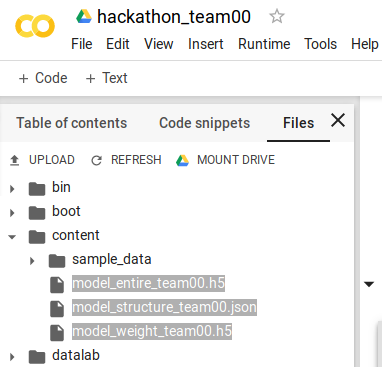 hackathon_team00
File Edit View Insert Runtime Tools Help
+ Code + Text
Table of contents Code snippets Files
UPLOAD REFRESH MOUNT DRIVE
bin
boot
content
sample_data
model_entire_team00.h5
model_structure_team00.json
model_weight_team00.h5
datalab